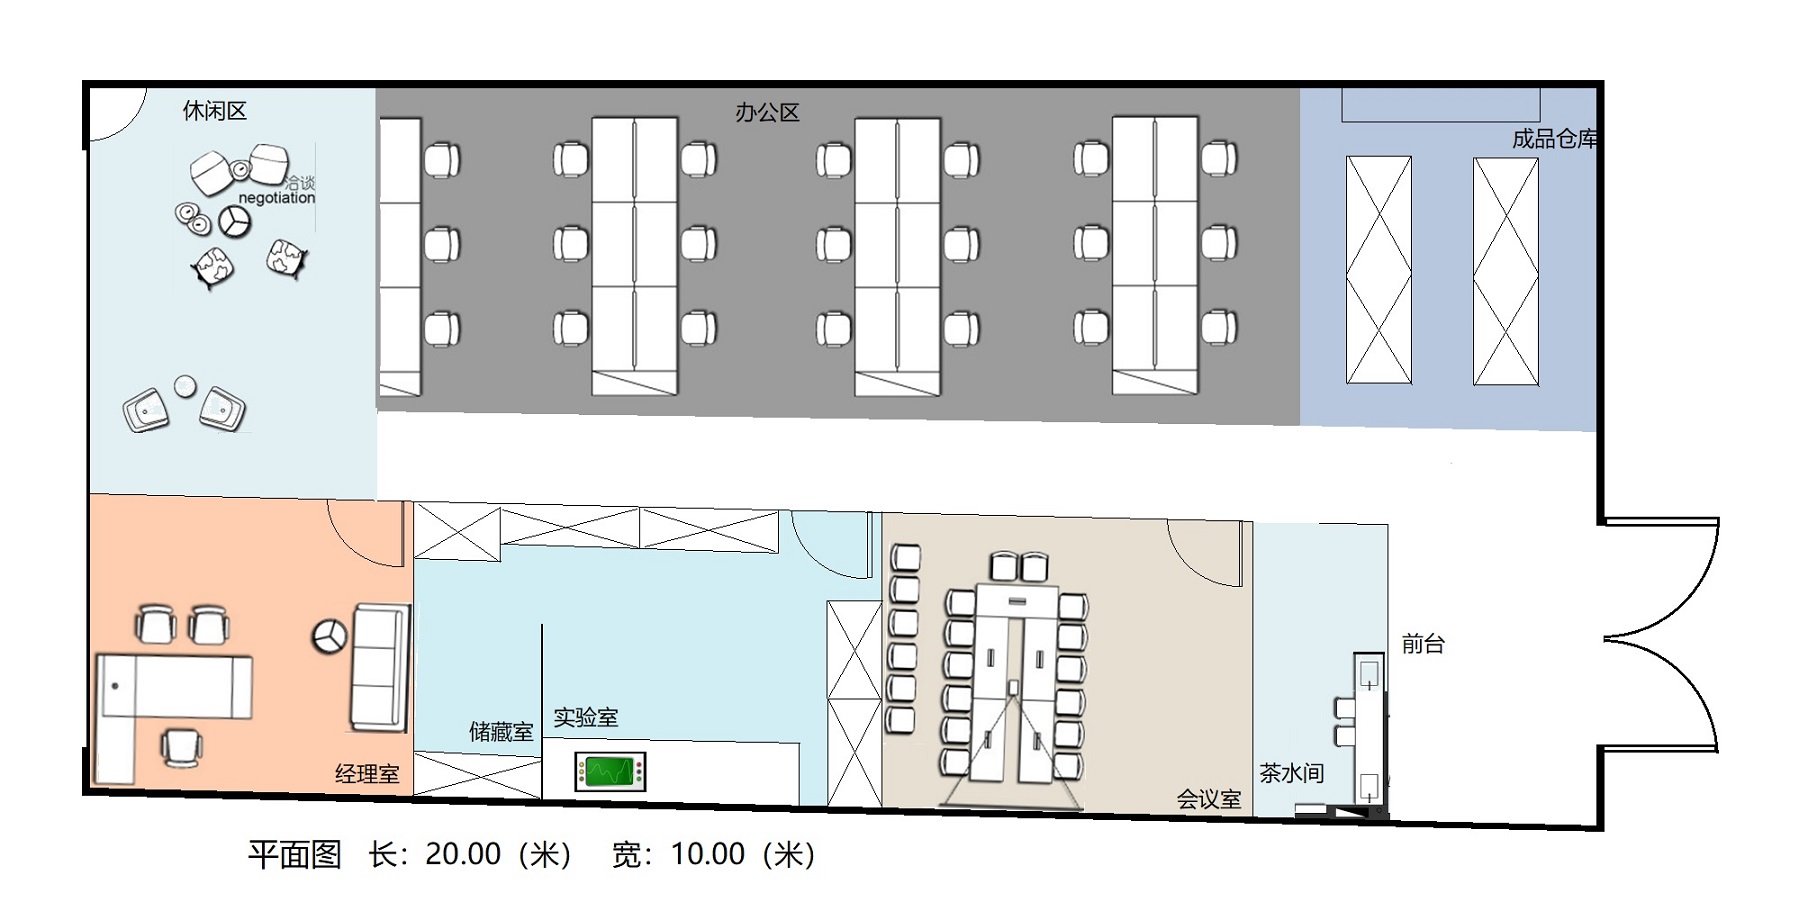 休闲区
办公区
成品仓库
洽谈
negotiation
前台
实验室
储藏室
经理室
茶水间
会议室
平面图 长：20.00（米） 宽：10.00（米）